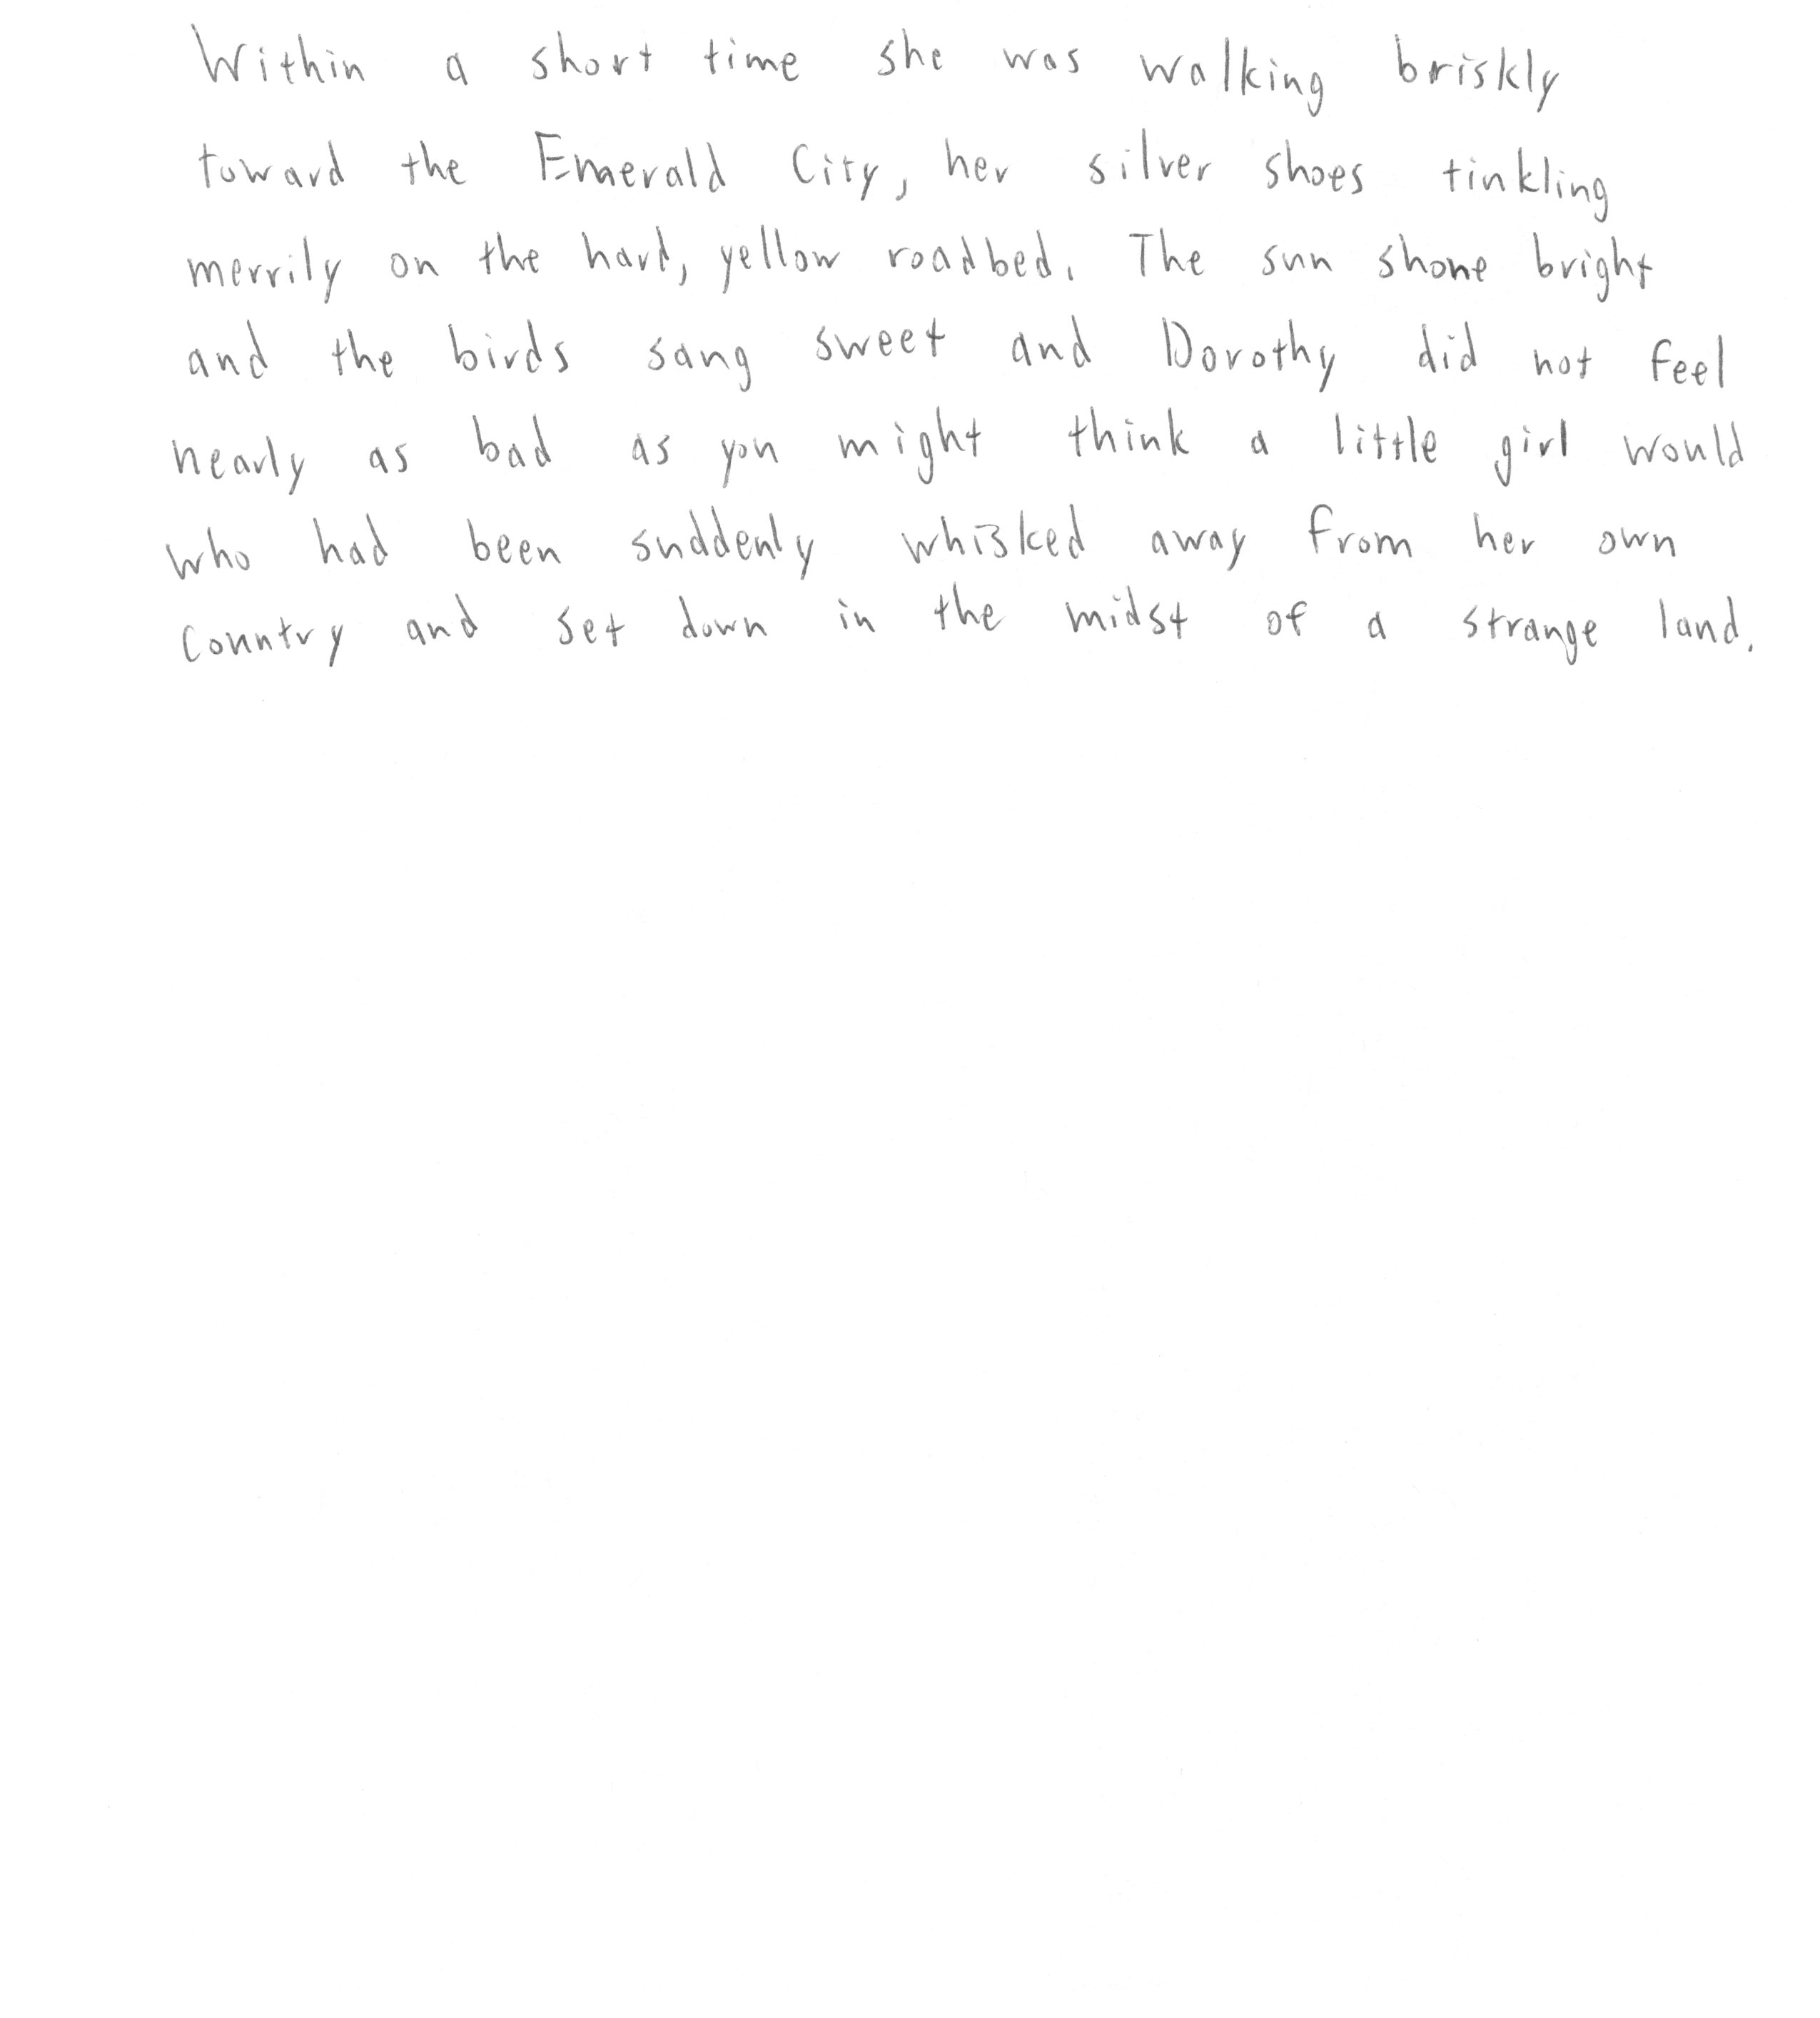 Within a short time she was walking briskly
toward the Emerald City, her silver shoes tinkling
merrily on the hard, yellow roadbed. The sun shone bright
and the birds sang sweet and Dorothy did not feel
nearly as bad as you might think a little girl would
who had been suddenly whisked away from her own
country and set down in the midst of a strange land.